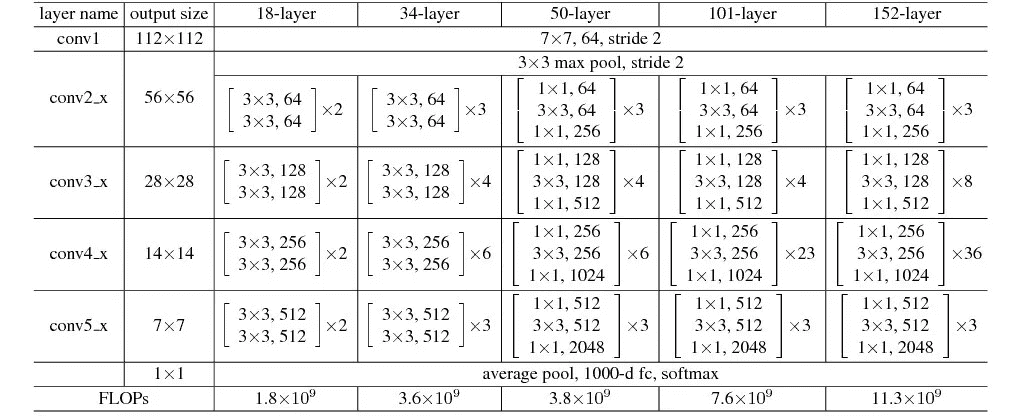 layer name output size 18-layer 34-layer 50-layer 101-layer 152-layer
conv1 112×112 7×7, 64, stride 2
3×3 max pool, stride 2
conv2_x 56×56 [3×3, 64 3×3, 64]×2 [3×3, 64 3×3, 64]×3 [1×1, 64 3×3, 64 1×1, 256]×3 [1×1, 64 3×3, 64 1×1, 256]×3 [1×1, 64 3×3, 64 1×1, 256]×3
conv3_x 28×28 [3×3, 128 3×3, 128]×2 [3×3, 128 3×3, 128]×4 [1×1, 128 3×3, 128 1×1, 512]×4 [1×1, 128 3×3, 128 1×1, 512]×4 [1×1, 128 3×3, 128 1×1, 512]×8
conv4_x 14×14 [3×3, 256 3×3, 256]×2 [3×3, 256 3×3, 256]×6 [1×1, 256 3×3, 256 1×1, 1024]×6 [1×1, 256 3×3, 256 1×1, 1024]×23 [1×1, 256 3×3, 256 1×1, 1024]×36
conv5_x 7×7 [3×3, 512 3×3, 512]×2 [3×3, 512 3×3, 512]×3 [1×1, 512 3×3, 512 1×1, 2048]×3 [1×1, 512 3×3, 512 1×1, 2048]×3 [1×1, 512 3×3, 512 1×1, 2048]×3
1×1 average pool, 1000-d fc, softmax
FLOPs 1.8×10⁹ 3.6×10⁹ 3.8×10⁹ 7.6×10⁹ 11.3×10⁹